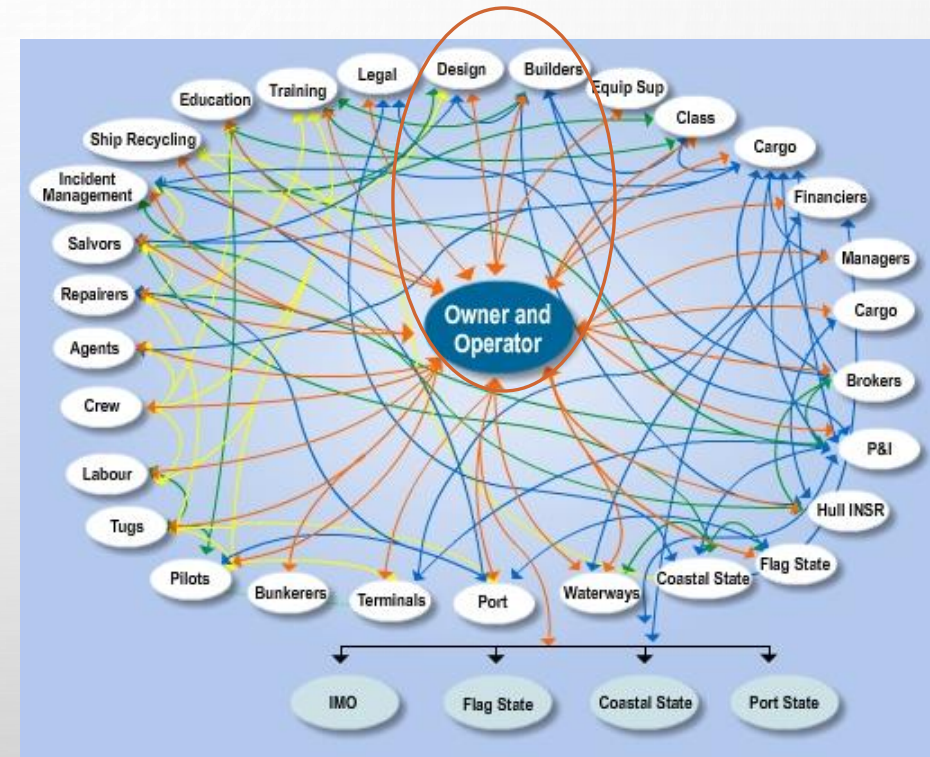 Legal
Design
Builders
Training
Equip Sup
Education
Class
Ship Recycling
Cargo
Incident
Management
Financiers
Salvors
Managers
Repairers
Cargo
Owner and
Operator
Agents
Brokers
Crew
P&I
Labour
Hull INSR
Tugs
Flag State
Pilots
Coastal State
Bunkerers
Terminals
Port
Waterways
IMO
Flag State
Coastal State
Port State